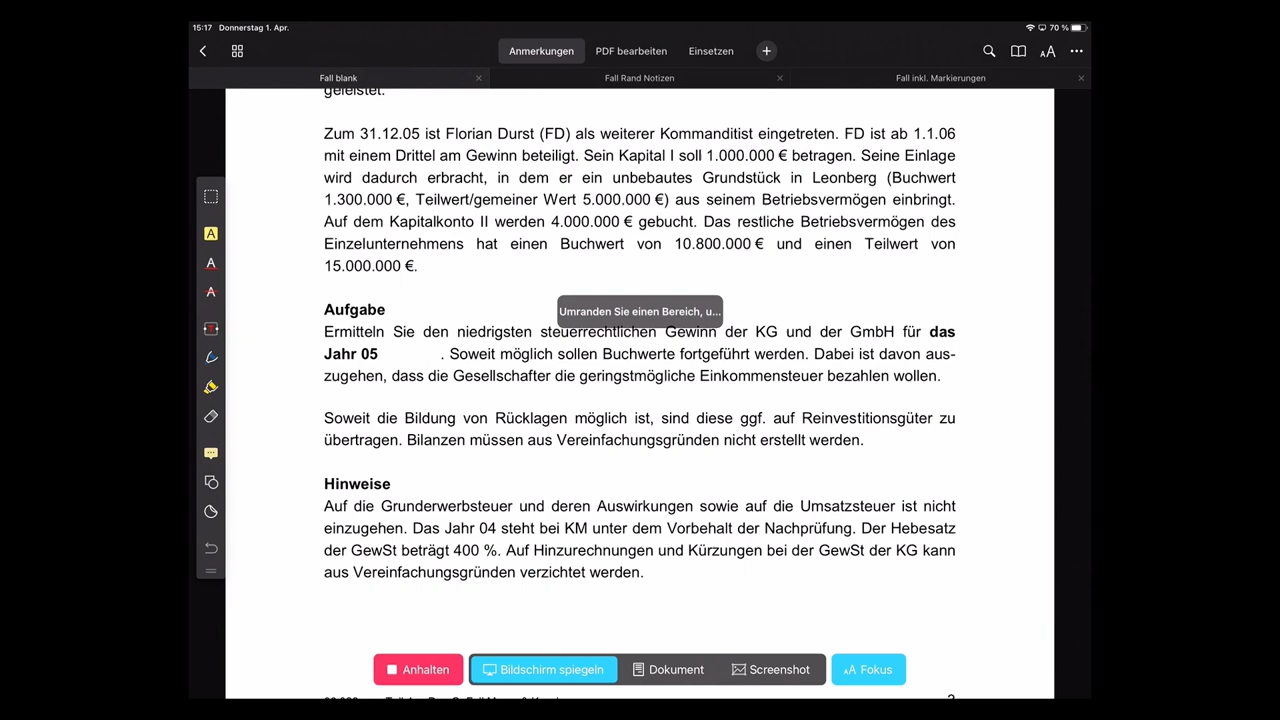 15:17 Donnerstag 1. Apr.
70 %
Anmerkungen PDF bearbeiten Einsetzen
AA
Fall blank Fall Rand Notizen Fall inkl. Markierungen
geleistet.
Zum 31.12.05 ist Florian Durst (FD) als weiterer Kommanditist eingetreten. FD ist ab 1.1.06
mit einem Drittel am Gewinn beteiligt. Sein Kapital I soll 1.000.000 € betragen. Seine Einlage
wird dadurch erbracht, in dem er ein unbebautes Grundstück in Leonberg (Buchwert
1.300.000 €, Teilwert/gemeiner Wert 5.000.000 €) aus seinem Betriebsvermögen einbringt.
Auf dem Kapitalkonto II werden 4.000.000 € gebucht. Das restliche Betriebsvermögen des
Einzelunternehmens hat einen Buchwert von 10.800.000 € und einen Teilwert von
15.000.000 €.
Aufgabe
Umranden Sie einen Bereich, u...
Ermitteln Sie den niedrigsten steuerrechtlichen Gewinn der KG und der GmbH für das
Jahr 05 . Soweit möglich sollen Buchwerte fortgeführt werden. Dabei ist davon aus-
zugehen, dass die Gesellschafter die geringstmögliche Einkommensteuer bezahlen wollen.
Soweit die Bildung von Rücklagen möglich ist, sind diese ggf. auf Reinvestitionsgüter zu
übertragen. Bilanzen müssen aus Vereinfachungsgründen nicht erstellt werden.
Hinweise
Auf die Grunderwerbsteuer und deren Auswirkungen sowie auf die Umsatzsteuer ist nicht
einzugehen. Das Jahr 04 steht bei KM unter dem Vorbehalt der Nachprüfung. Der Hebesatz
der GewSt beträgt 400 %. Auf Hinzurechnungen und Kürzungen bei der GewSt der KG kann
aus Vereinfachungsgründen verzichtet werden.
Anhalten Bildschirm spiegeln Dokument Screenshot AA Fokus